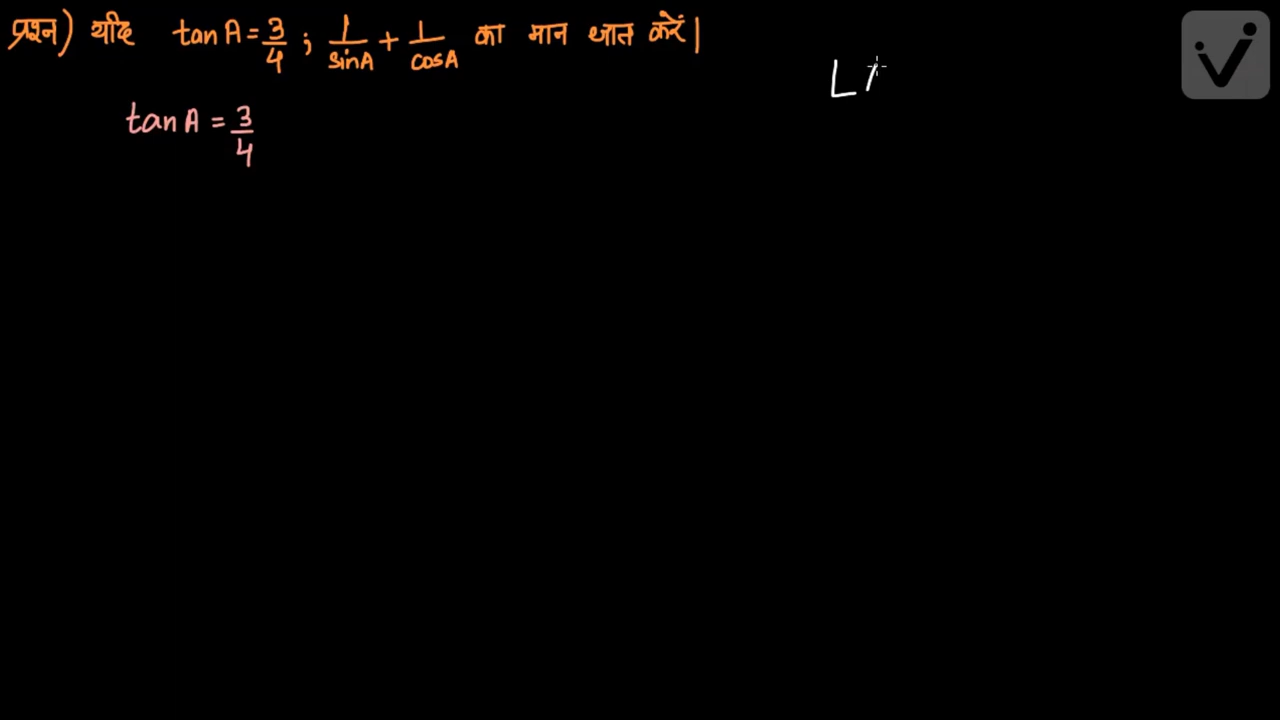 प्रश्न) यदि tan A = 3/4 ; 1/sinA + 1/cosA का मान ज्ञात करें।
L
tan A = 3/4